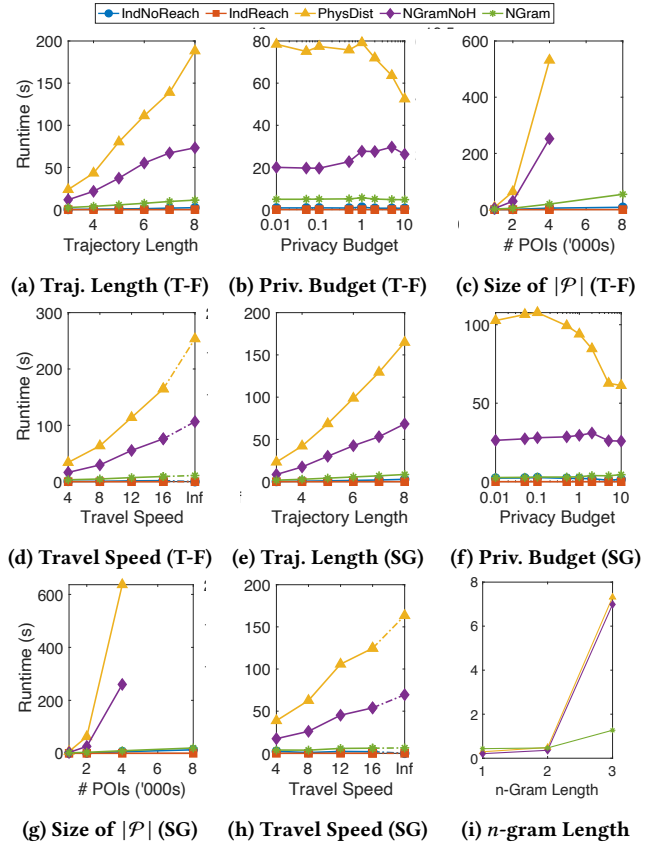 IndNoReach IndReach PhysDist NGramNoH NGram
200
150
100
50
0
Runtime (s)
4 6 8
Trajectory Length
80
60
40
20
0
0.01 0.1 1 10
Privacy Budget
600
400
200
0
2 4 6 8
# POIs ('000s)
(a) Traj. Length (T-F) (b) Priv. Budget (T-F) (c) Size of |𝒫| (T-F)
300
200
100
0
Runtime (s)
4 8 12 16 Inf
Travel Speed
200
150
100
50
0
4 6 8
Trajectory Length
100
50
0
0.01 0.1 1 10
Privacy Budget
(d) Travel Speed (T-F) (e) Traj. Length (SG) (f) Priv. Budget (SG)
600
400
200
0
Runtime (s)
2 4 6 8
# POIs ('000s)
200
150
100
50
0
4 8 12 16 Inf
Travel Speed
8
6
4
2
0
1 2 3
n-Gram Length
(g) Size of |𝒫| (SG) (h) Travel Speed (SG) (i) n-gram Length